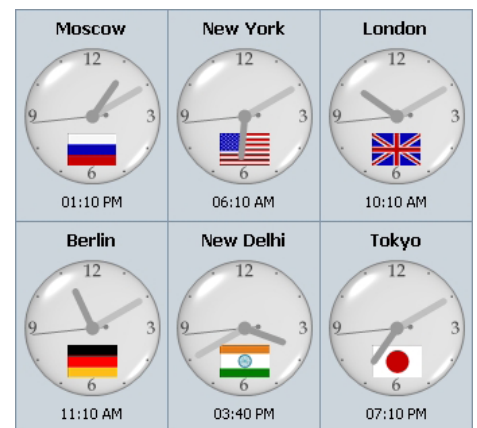 Moscow
12
9
3
6
01:10 PM
New York
12
9
3
6
06:10 AM
London
12
9
3
6
10:10 AM
Berlin
12
9
3
6
11:10 AM
New Delhi
12
9
3
6
03:40 PM
Tokyo
12
9
3
6
07:10 PM